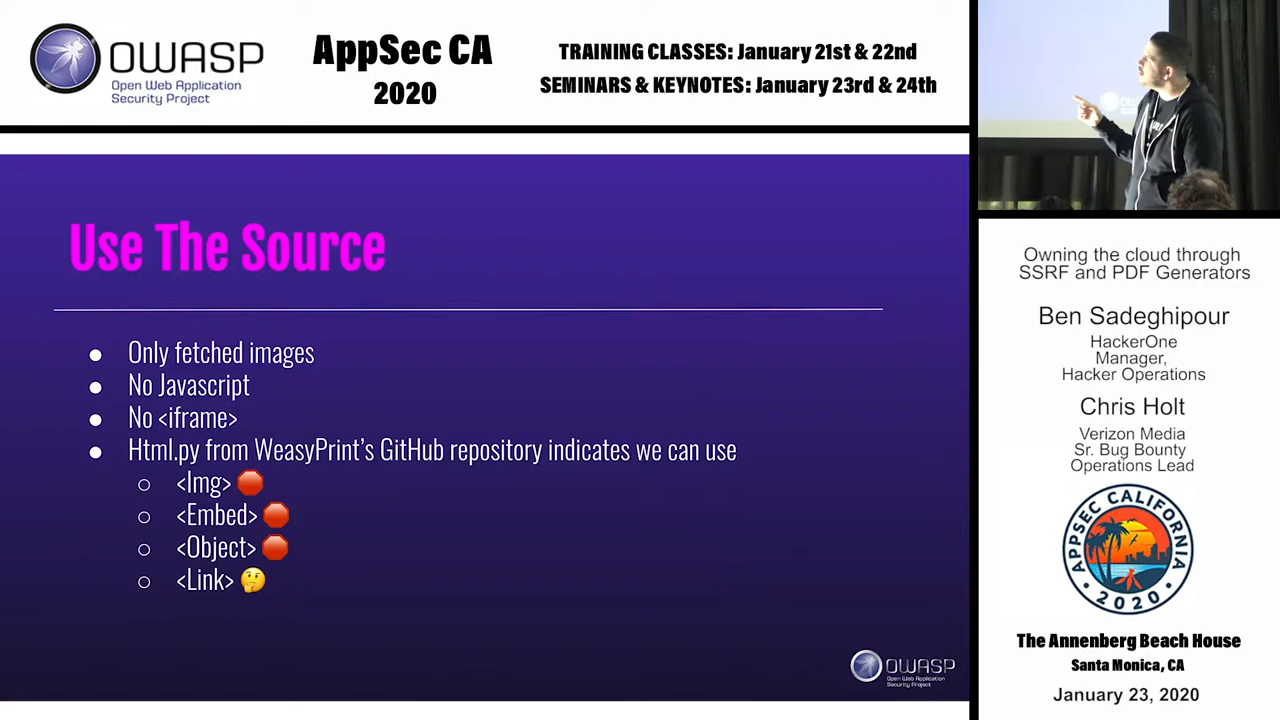 OWASP
Open Web Application
Security Project
AppSec CA
2020
TRAINING CLASSES: January 21st & 22nd
SEMINARS & KEYNOTES: January 23rd & 24th
Use The Source
● Only fetched images
● No Javascript
● No <iframe>
● Html.py from WeasyPrint’s GitHub repository indicates we can use
○ <Img> 🛑
○ <Embed> 🛑
○ <Object> 🛑
○ <Link> 🤔
OWASP
Open Web Application
Security Project
Owning the cloud through
SSRF and PDF Generators
Ben Sadeghipour
HackerOne
Manager,
Hacker Operations
Chris Holt
Verizon Media
Sr. Bug Bounty
Operations Lead
APPSEC CALIFORNIA
• 2020 •
The Annenberg Beach House
Santa Monica, CA
January 23, 2020